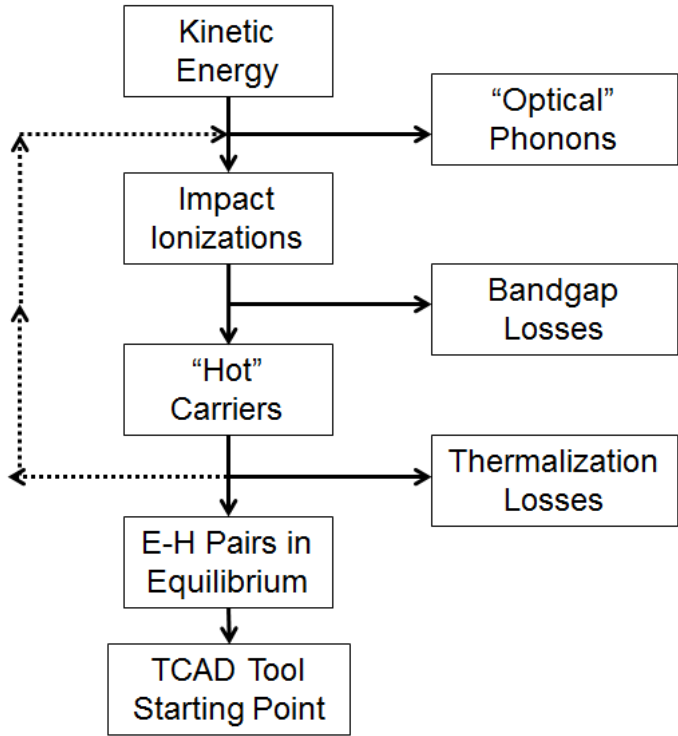 Kinetic
Energy
“Optical”
Phonons
Impact
Ionizations
Bandgap
Losses
“Hot”
Carriers
Thermalization
Losses
E-H Pairs in
Equilibrium
TCAD Tool
Starting Point